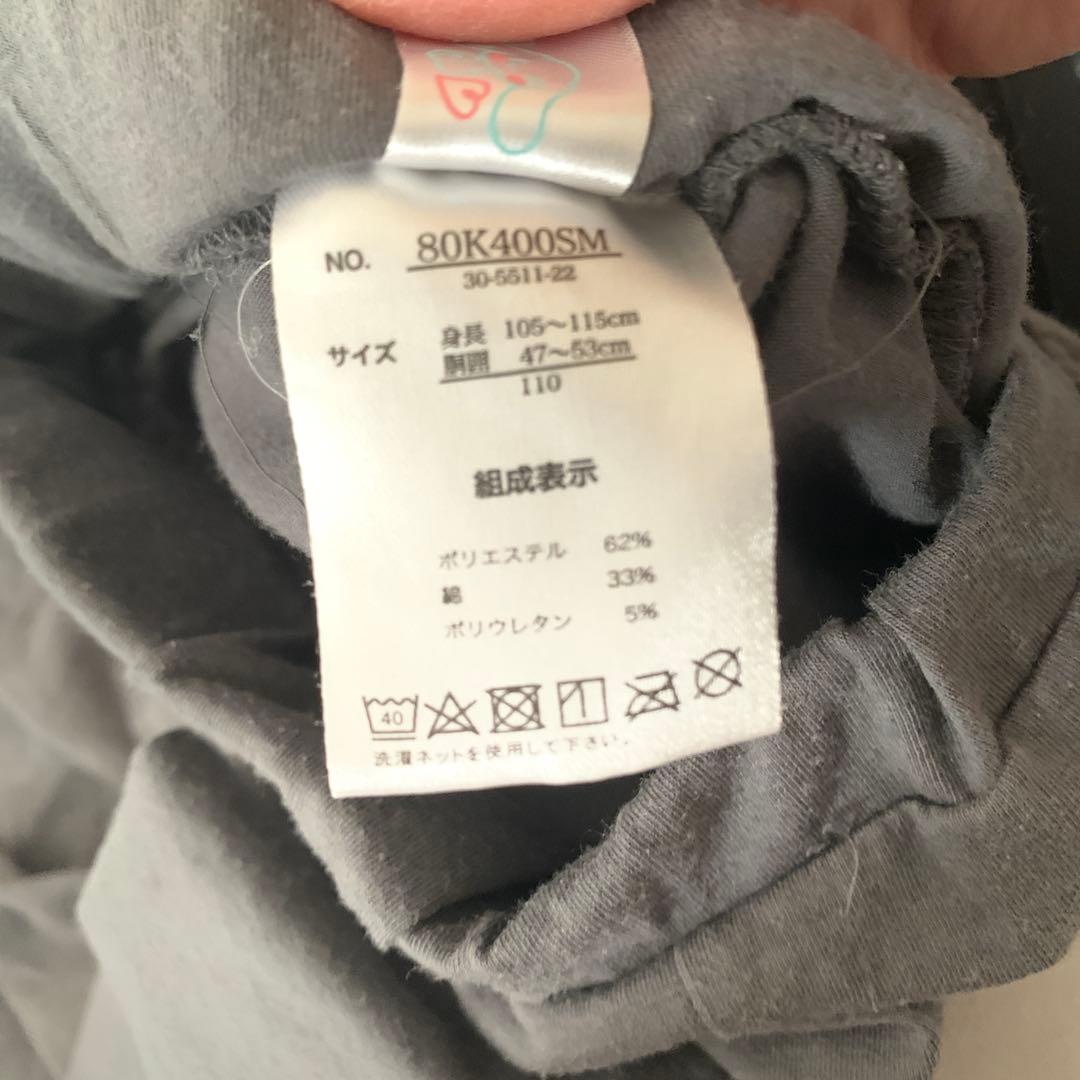 NO. 80K400SM
30-5511-22
サイズ 身長 105～115cm
胴囲 47～53cm
110
組成表示
ポリエステル 62%
綿 33%
ポリウレタン 5%
40
洗濯ネットを使用して下さい。